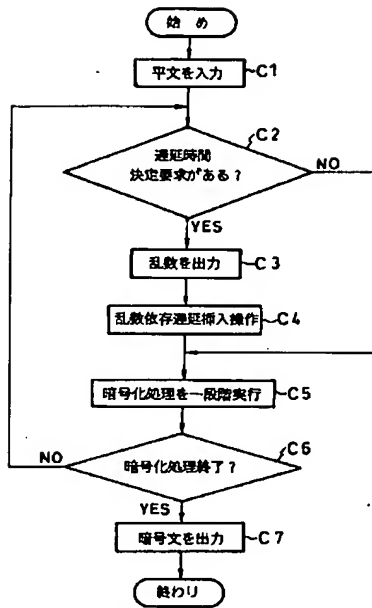 始め
平文を入力
C1
遅延時間
決定要求がある?
C2
NO
YES
乱数を出力
C3
乱数依存遅延挿入操作
C4
暗号化処理を一段階実行
C5
暗号化処理終了?
C6
NO
YES
暗号文を出力
C7
終わり